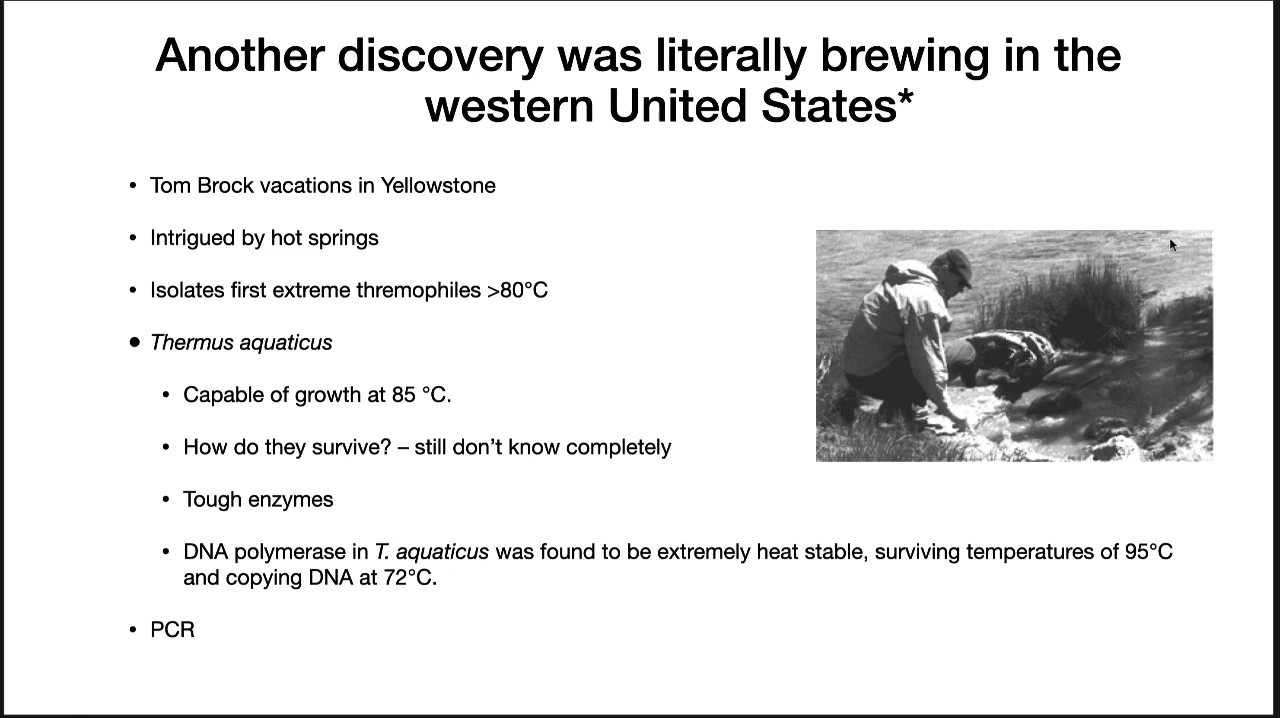 Another discovery was literally brewing in the
western United States*
• Tom Brock vacations in Yellowstone
• Intrigued by hot springs
• Isolates first extreme thremophiles >80°C
• Thermus aquaticus
• Capable of growth at 85 °C.
• How do they survive? – still don’t know completely
• Tough enzymes
• DNA polymerase in T. aquaticus was found to be extremely heat stable, surviving temperatures of 95°C
and copying DNA at 72°C.
• PCR